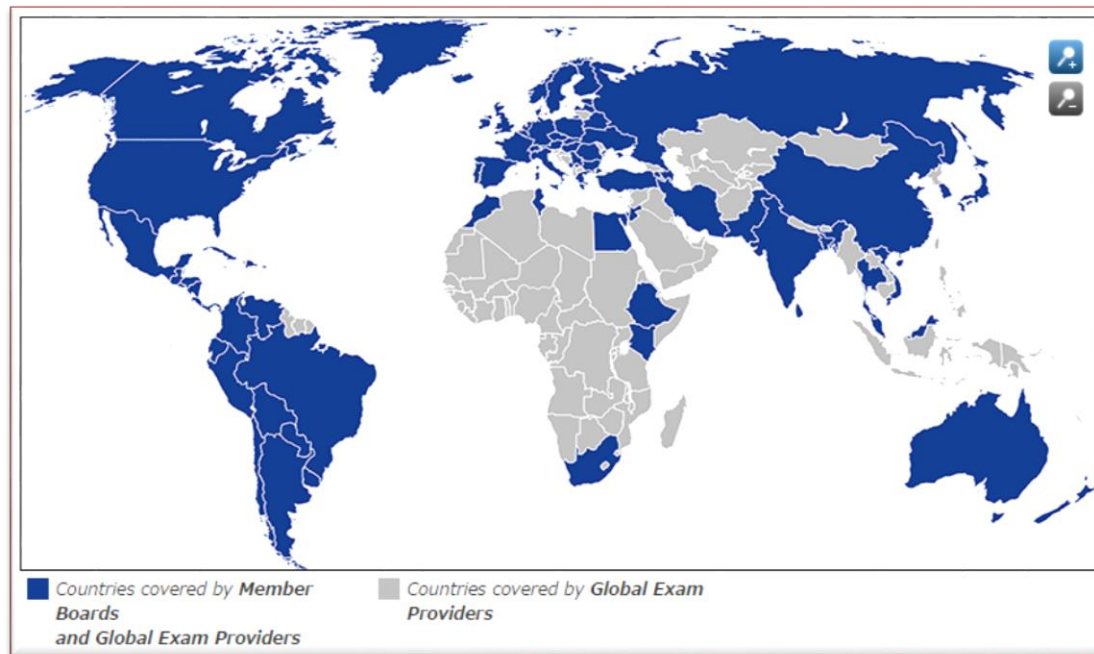 Countries covered by Member
Boards
and Global Exam Providers
Countries covered by Global Exam
Providers